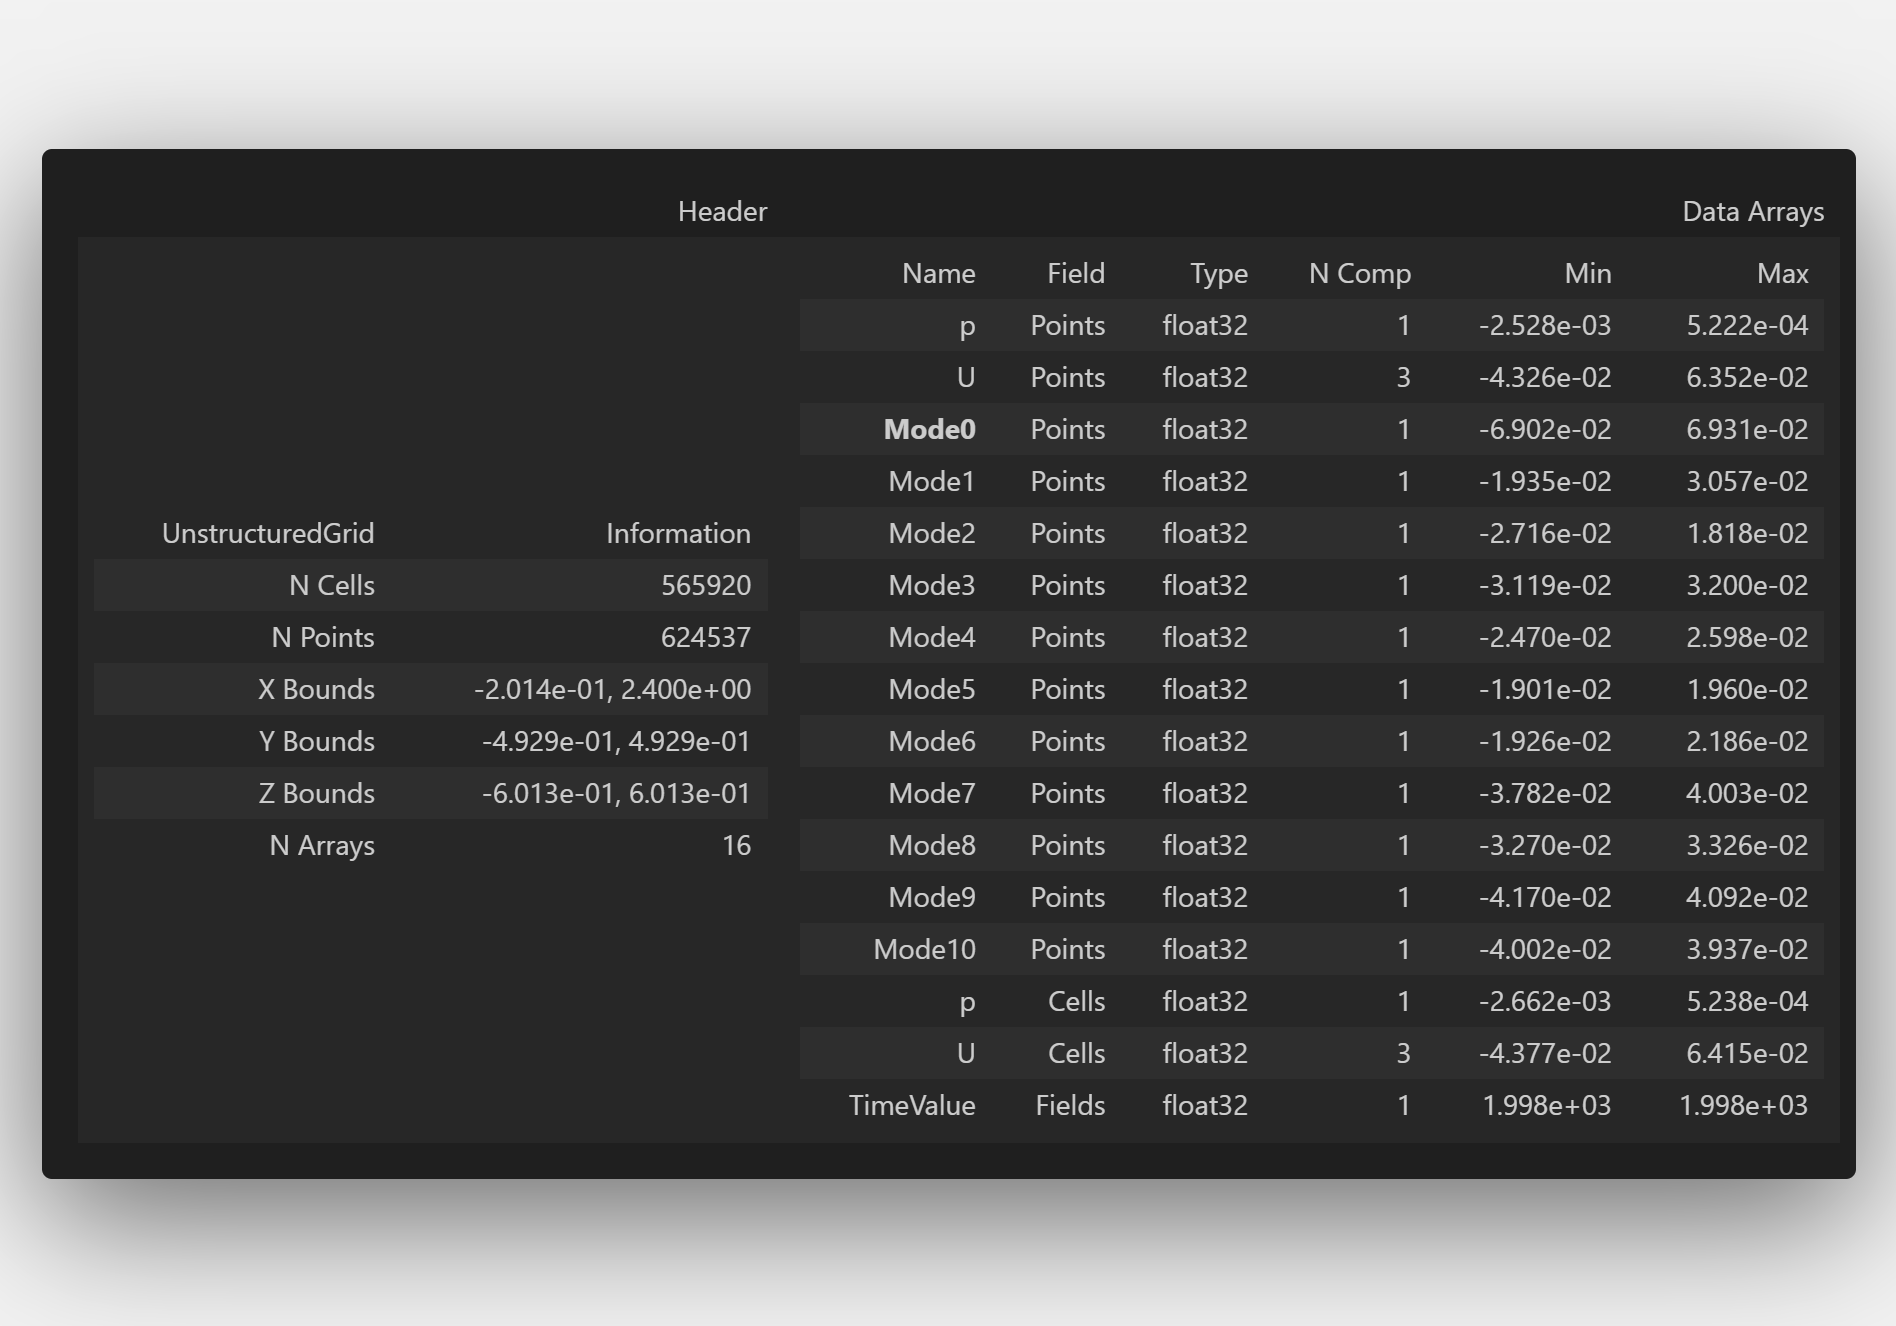 Header Data Arrays
Name Field Type N Comp Min Max
p Points float32 1 -2.528e-03 5.222e-04
U Points float32 3 -4.326e-02 6.352e-02
Mode0 Points float32 1 -6.902e-02 6.931e-02
Mode1 Points float32 1 -1.935e-02 3.057e-02
UnstructuredGrid Information Mode2 Points float32 1 -2.716e-02 1.818e-02
N Cells 565920 Mode3 Points float32 1 -3.119e-02 3.200e-02
N Points 624537 Mode4 Points float32 1 -2.470e-02 2.598e-02
X Bounds -2.014e-01, 2.400e+00 Mode5 Points float32 1 -1.901e-02 1.960e-02
Y Bounds -4.929e-01, 4.929e-01 Mode6 Points float32 1 -1.926e-02 2.186e-02
Z Bounds -6.013e-01, 6.013e-01 Mode7 Points float32 1 -3.782e-02 4.003e-02
N Arrays 16 Mode8 Points float32 1 -3.270e-02 3.326e-02
Mode9 Points float32 1 -4.170e-02 4.092e-02
Mode10 Points float32 1 -4.002e-02 3.937e-02
p Cells float32 1 -2.662e-03 5.238e-04
U Cells float32 3 -4.377e-02 6.415e-02
TimeValue Fields float32 1 1.998e+03 1.998e+03